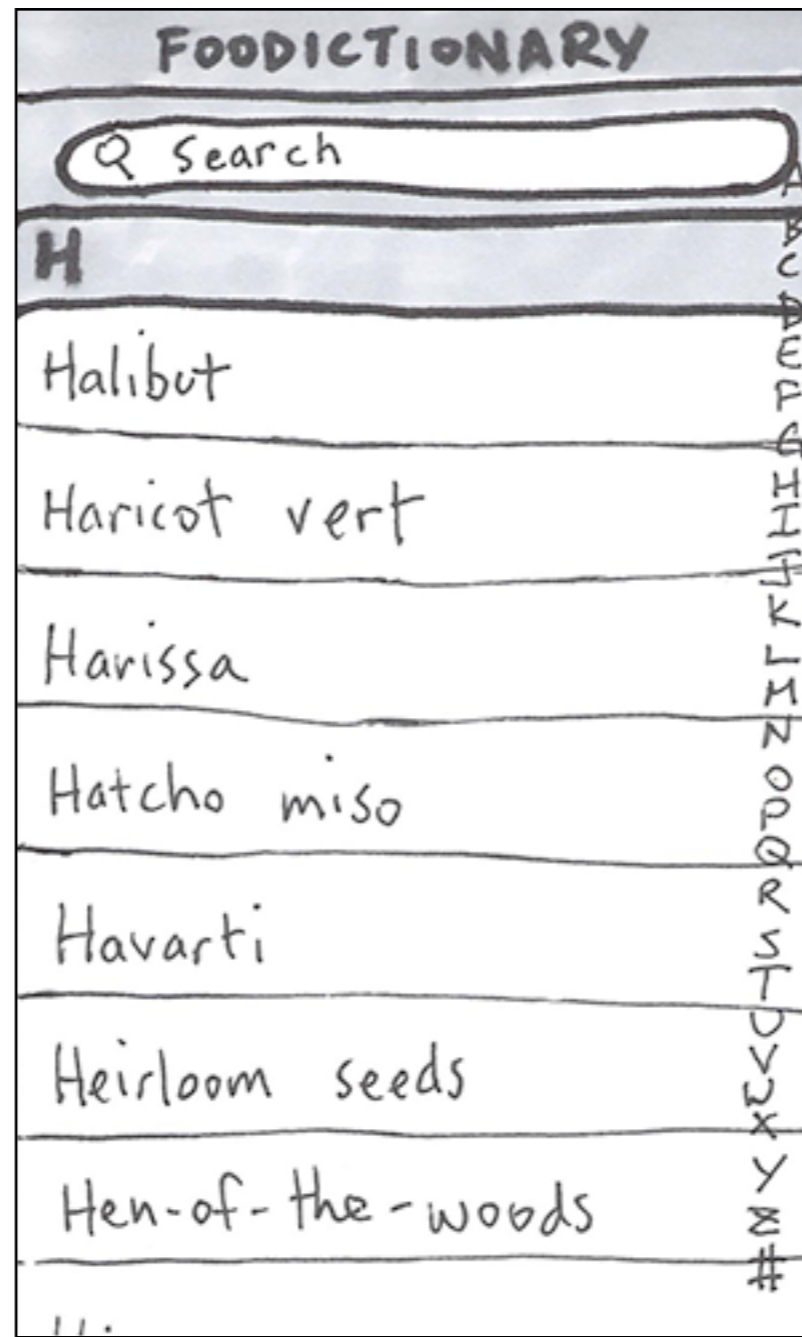 FOODICTIONARY
Search
H
Halibut
Haricot vert
Harissa
Hatcho miso
Havarti
Heirloom seeds
Hen-of-the-woods
A
B
C
D
E
F
G
H
I
J
K
L
M
N
O
P
Q
R
S
T
U
V
W
X
Y
Z
#